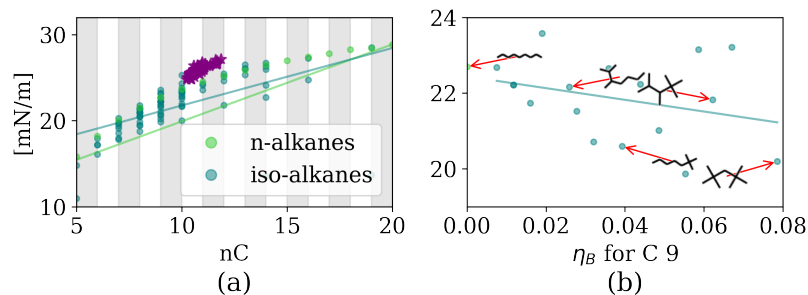 30
20
10
[mN/m]
n-alkanes
iso-alkanes
5
10
15
20
nC
(a)
24
22
20
0.00
0.02
0.04
0.06
0.08
η_B for C 9
(b)